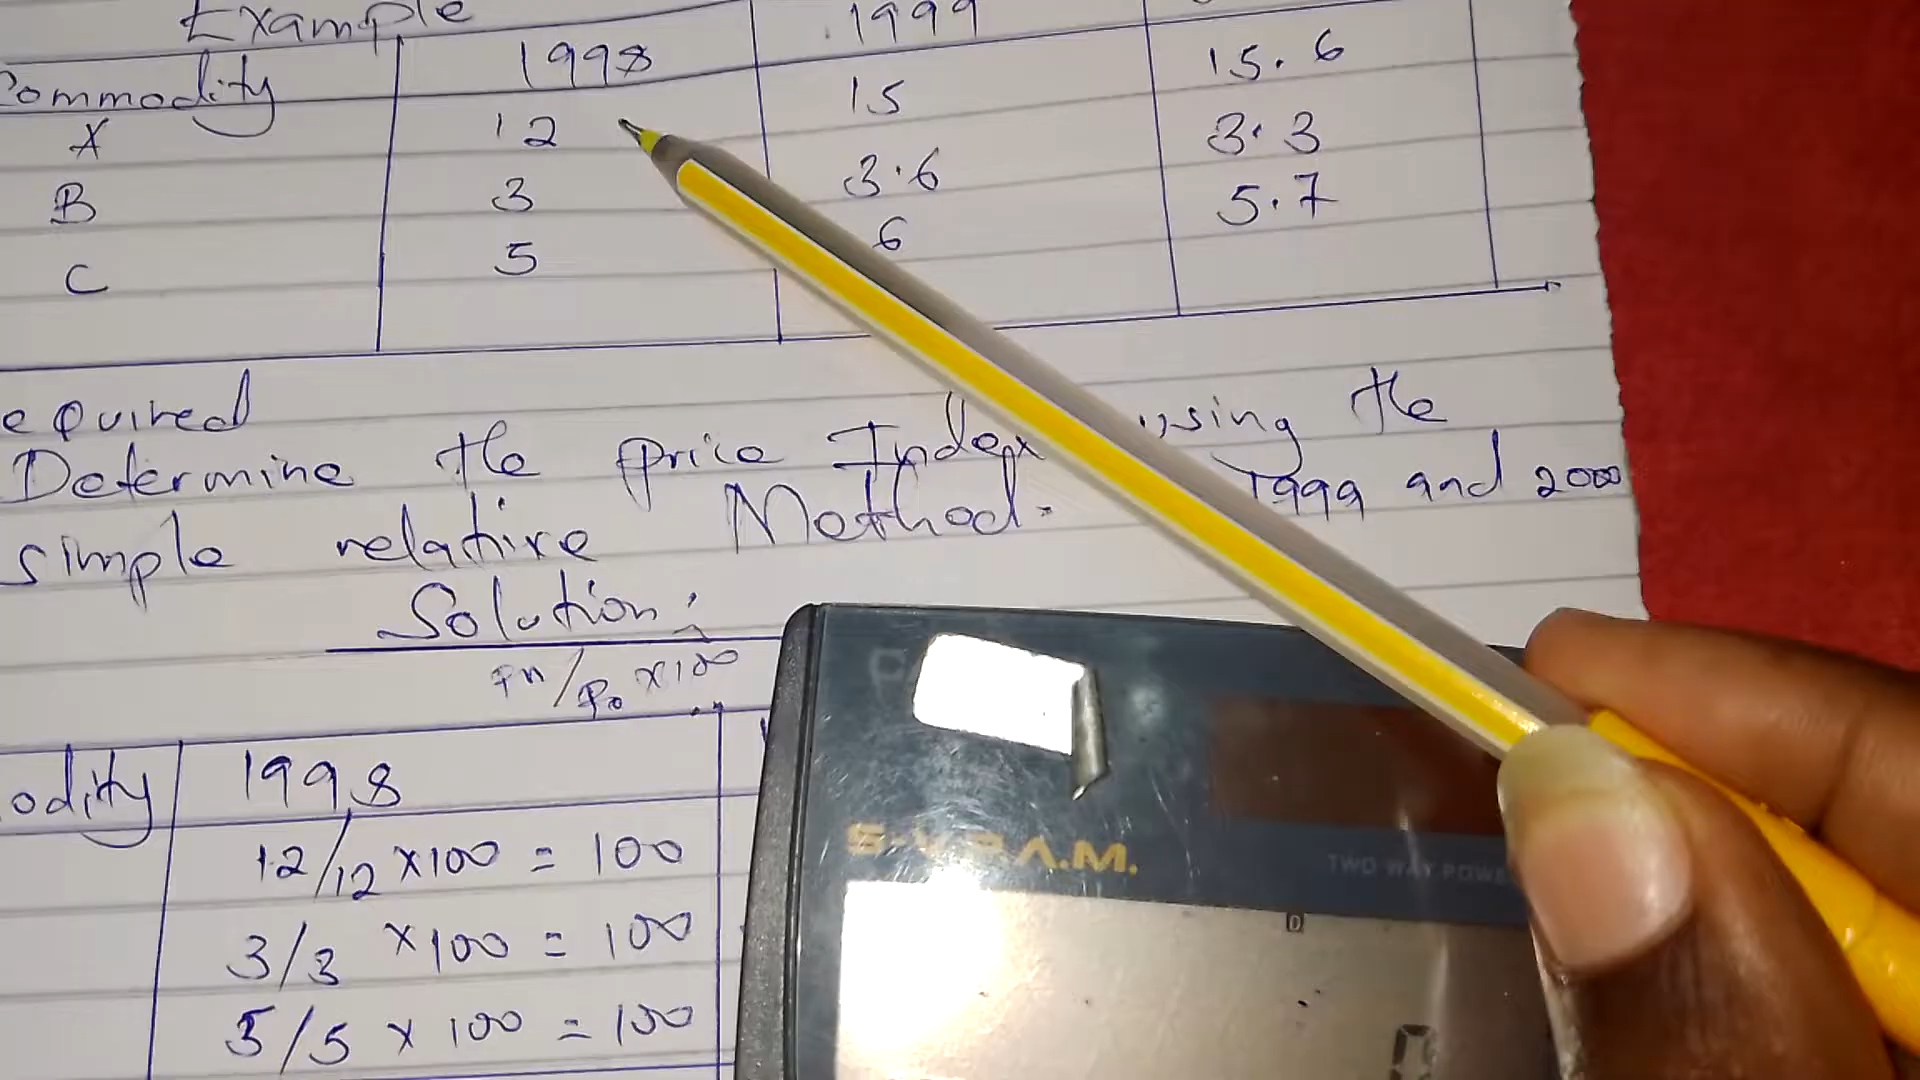 Example
Commodity 1998 1999
X 12 15 15.6
B 3 3.6 3.3
C 5 6 5.7
equired
Determine the price Index using the
simple relative Method. 1999 and 2000
Solution:
Pn/Po x100
odity 1998
12/12 x100 = 100
3/3 x100 = 100
5/5 x 100 = 100
TWO WAY POWE